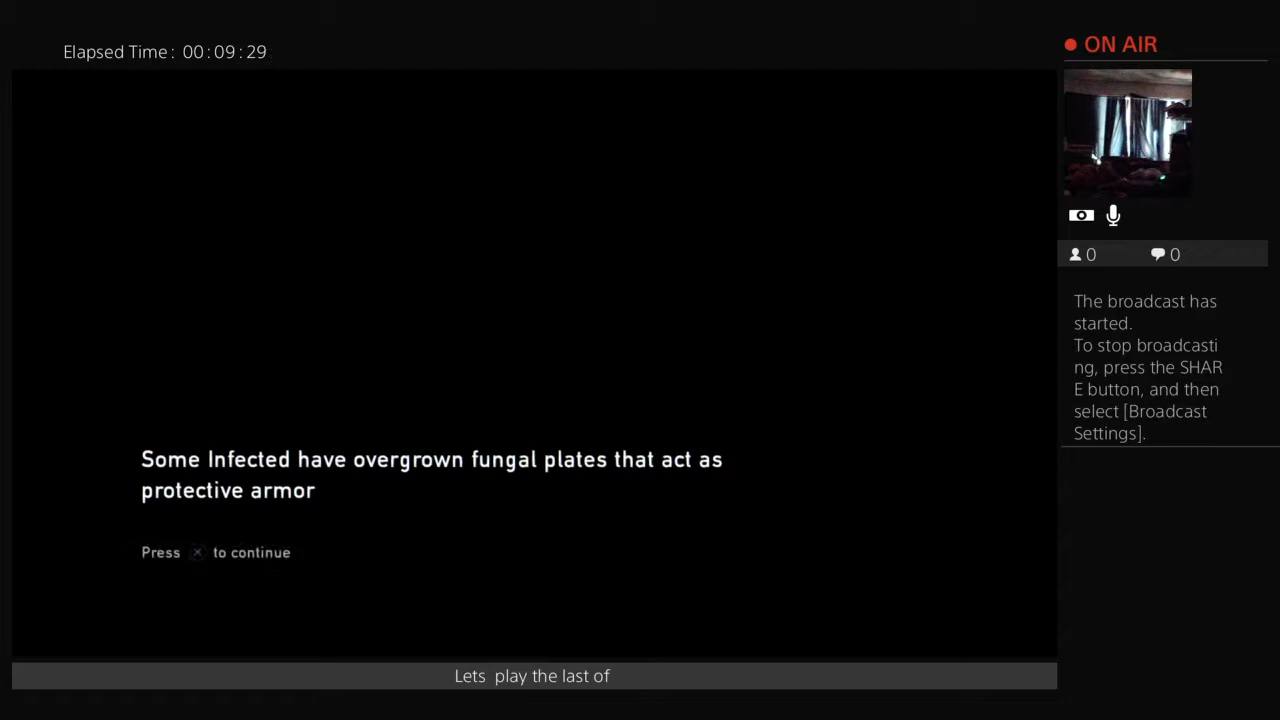 Elapsed Time: 00:09:29
ON AIR
0
0
The broadcast has
started.
To stop broadcasti
ng, press the SHAR
E button, and then
select [Broadcast
Settings].
Some Infected have overgrown fungal plates that act as
protective armor
Press ✕ to continue
Lets play the last of